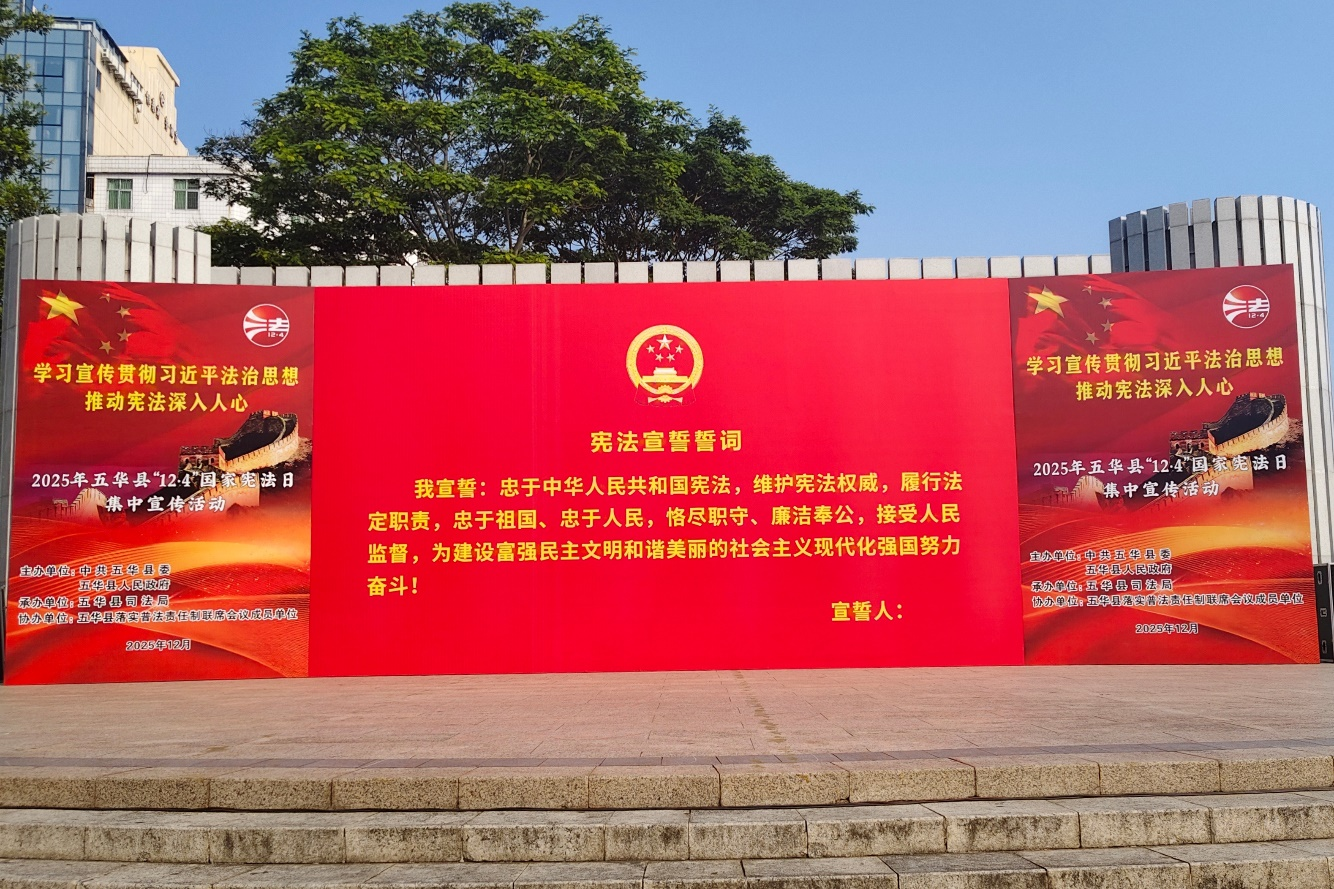 法
12·4
学习宣传贯彻习近平法治思想
推动宪法深入人心
2025年五华县“12·4”国家宪法日
集中宣传活动
主办单位：中共五华县委
五华县人民政府
承办单位：五华县司法局
协办单位：五华县落实普法责任制联席会议成员单位
2025年12月
宪法宣誓誓词
我宣誓：忠于中华人民共和国宪法，维护宪法权威，履行法
定职责，忠于祖国、忠于人民，恪尽职守、廉洁奉公，接受人民
监督，为建设富强民主文明和谐美丽的社会主义现代化强国努力
奋斗！
宣誓人：
法
12·4
学习宣传贯彻习近平法治思想
推动宪法深入人心
2025年五华县“12·4”国家宪法日
集中宣传活动
主办单位：中共五华县委
五华县人民政府
承办单位：五华县司法局
协办单位：五华县落实普法责任制联席会议成员单位
2025年12月